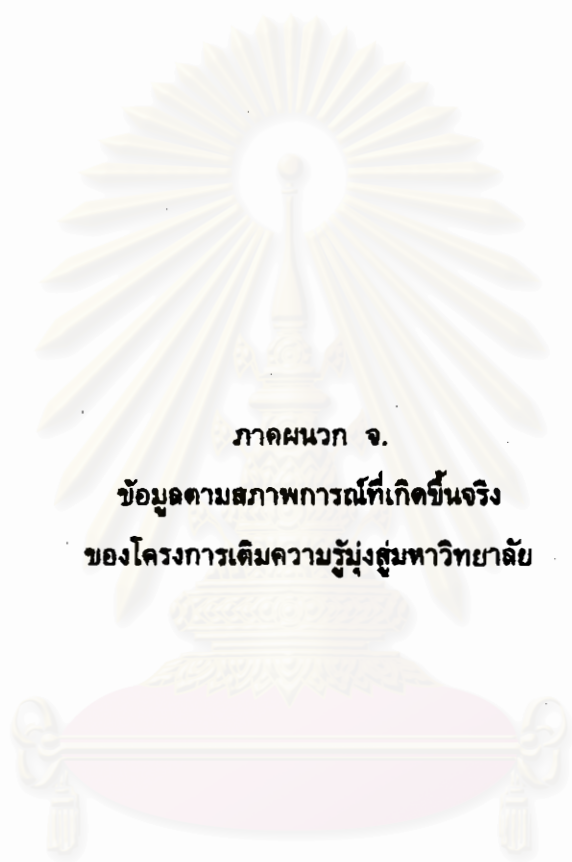 ภาคผนวก จ.
ข้อมูลตามสภาพการณ์ที่เกิดขึ้นจริง
ของโครงการเติมความรู้มุ่งสู่มหาวิทยาลัย